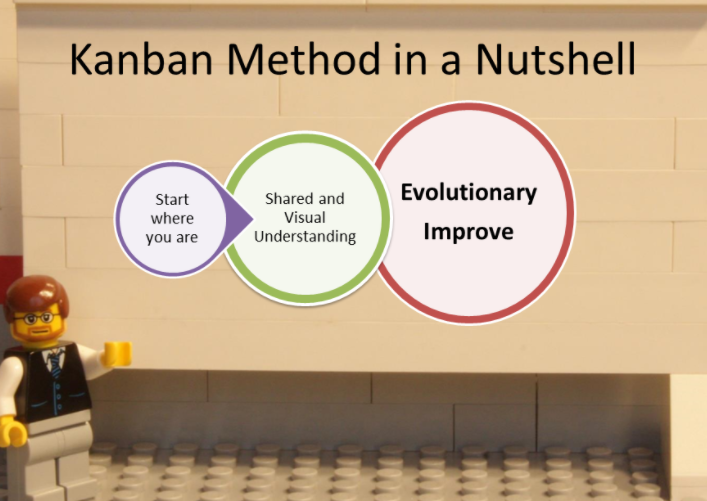 Kanban Method in a Nutshell
Start
where
you are
Shared and
Visual
Understanding
Evolutionary
Improve